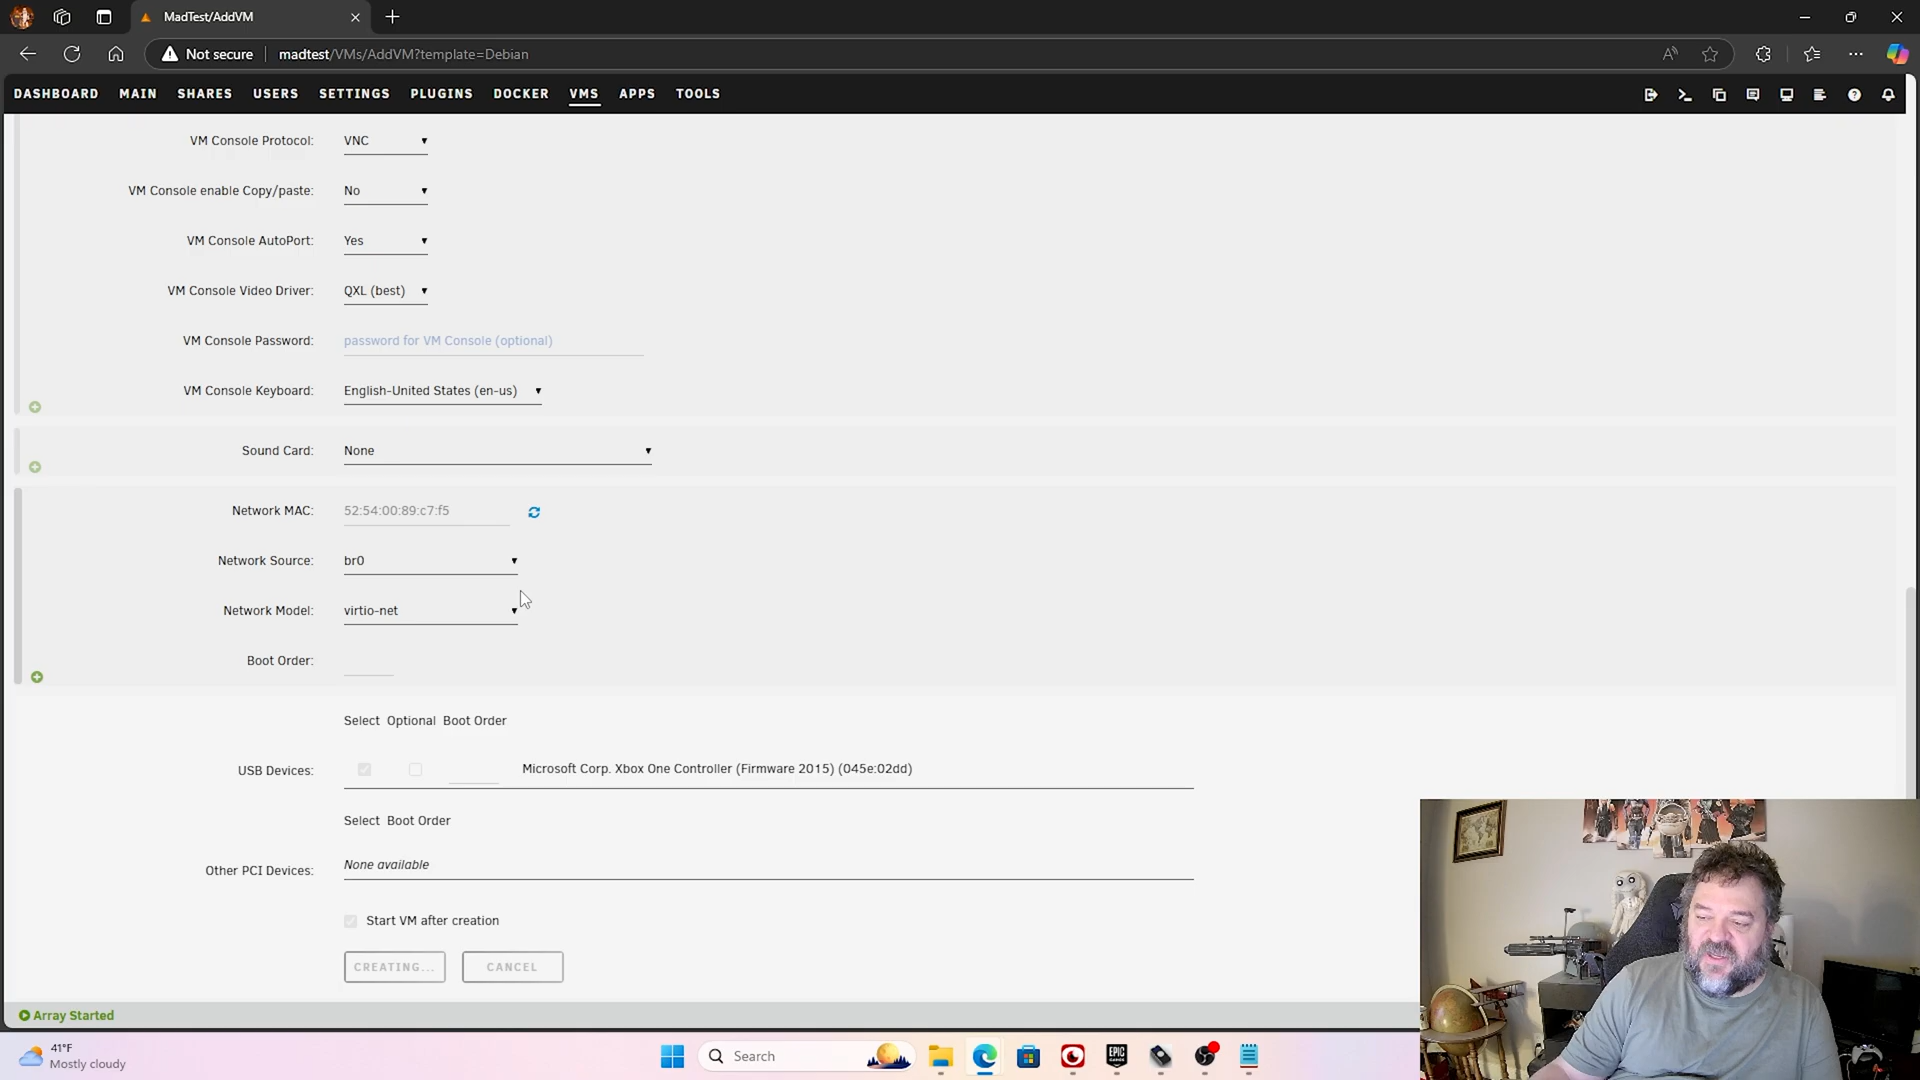 MadTest/AddVM
Not secure
madtest/VMs/AddVM?template=Debian
DASHBOARD MAIN SHARES USERS SETTINGS PLUGINS DOCKER VMS APPS TOOLS
VM Console Protocol: VNC
VM Console enable Copy/paste: No
VM Console AutoPort: Yes
VM Console Video Driver: QXL (best)
VM Console Password: password for VM Console (optional)
VM Console Keyboard: English-United States (en-us)
Sound Card: None
Network MAC: 52:54:00:89:c7:f5
Network Source: br0
Network Model: virtio-net
Boot Order:
Select Optional Boot Order
USB Devices: Microsoft Corp. Xbox One Controller (Firmware 2015) (045e:02dd)
Select Boot Order
Other PCI Devices: None available
Start VM after creation
CREATING... CANCEL
Array Started
41°F
Mostly cloudy
Search
EPIC
GAMES